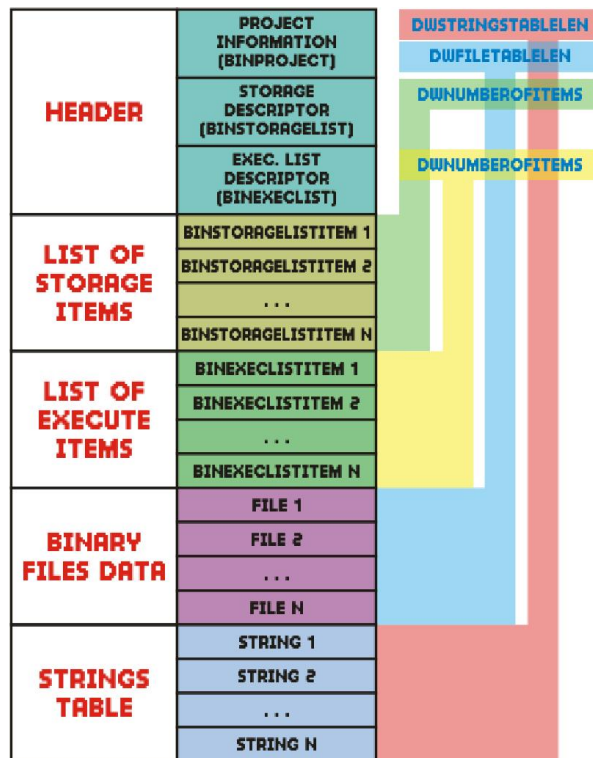 HEADER
PROJECT
INFORMATION
(BINPROJECT)
STORAGE
DESCRIPTOR
(BINSTORAGELIST)
EXEC. LIST
DESCRIPTOR
(BINEXECLIST)
DWSTRINGSTABLELEN
DWFILETABLELEN
DWNUMBEROFITEMS
DWNUMBEROFITEMS
LIST OF
STORAGE
ITEMS
BINSTORAGELISTITEM 1
BINSTORAGELISTITEM 2
...
BINSTORAGELISTITEM N
LIST OF
EXECUTE
ITEMS
BINEXECLISTITEM 1
BINEXECLISTITEM 2
...
BINEXECLISTITEM N
BINARY
FILES DATA
FILE 1
FILE 2
...
FILE N
STRINGS
TABLE
STRING 1
STRING 2
...
STRING N